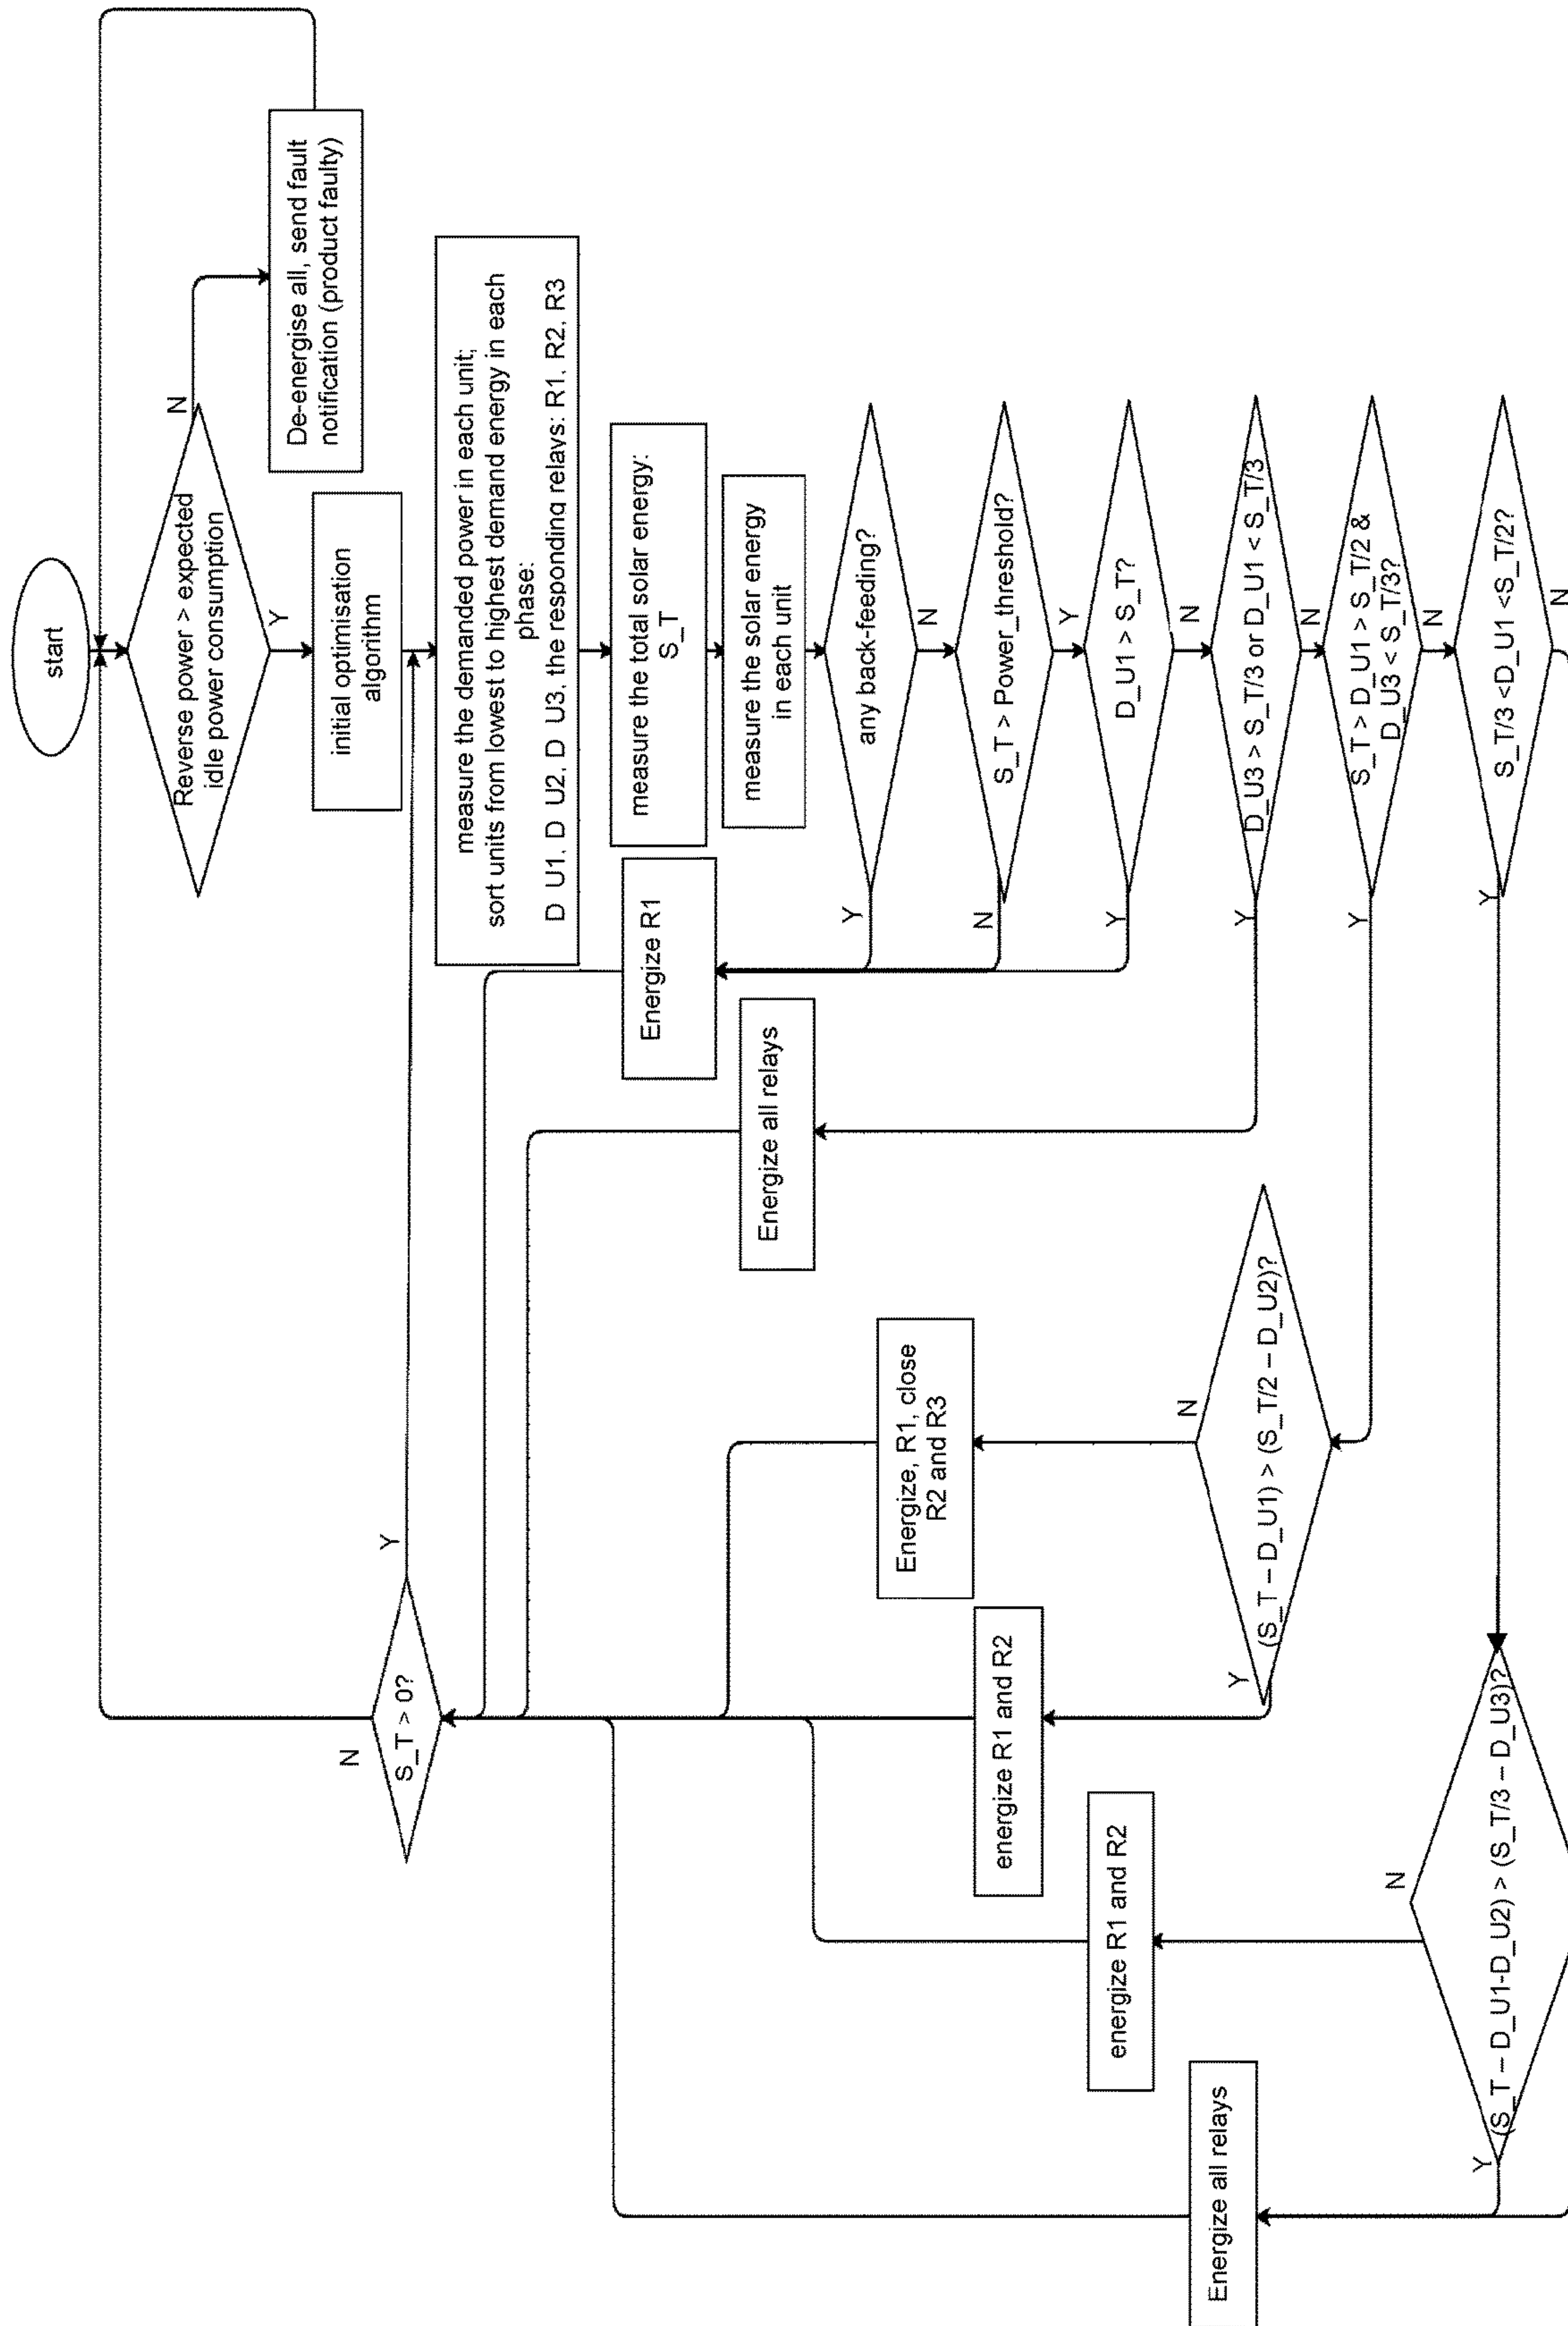 start
Reverse power > expected
idle power consumption
N
Y
De-energise all, send fault
notification (product faulty)
initial optimisation
algorithm
measure the demanded power in each unit;
sort units from lowest to highest demand energy in each
phase:
D_U1, D_U2, D_U3, the responding relays: R1, R2, R3
measure the total solar energy:
S_T
measure the solar energy
in each unit
any back-feeding?
Y
N
S_T > Power_threshold?
N
Y
D_U1 > S_T?
Y
N
D_U3 > S_T/3 or D_U1 < S_T/3
Y
N
S_T > D_U1 > S_T/2 &
D_U3 < S_T/3?
Y
N
S_T/3 <D_U1 <S_T/2?
Y
N
Energize R1
Energize all relays
(S_T – D_U1) > (S_T/2 – D_U2)?
N
Y
Energize, R1, close
R2 and R3
energize R1 and R2
S_T > 0?
Y
N
(S_T – D_U1-D_U2) > (S_T/3 – D_U3)?
N
Y
energize R1 and R2
Energize all relays